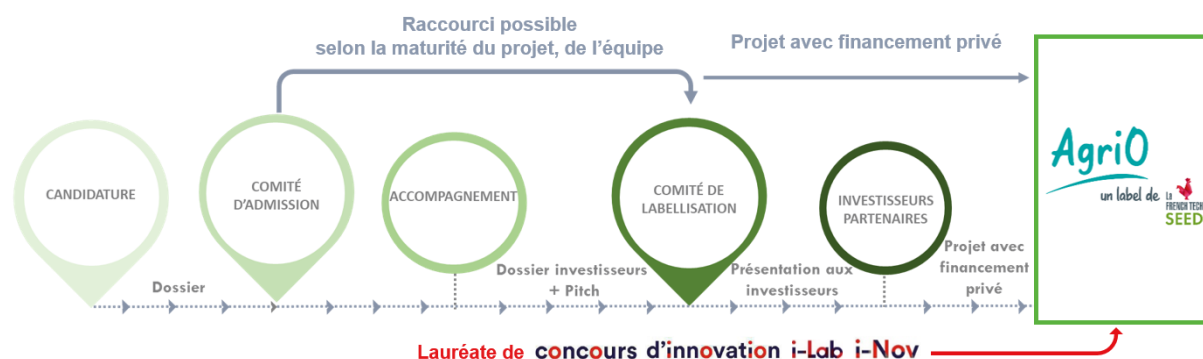 Raccourci possible
selon la maturité du projet, de l'équipe
Projet avec financement privé
CANDIDATURE
COMITÉ
D'ADMISSION
ACCOMPAGNEMENT
COMITÉ DE
LABELLISATION
INVESTISSEURS
PARTENAIRES
AgriO
un label de
La
FRENCH TECH
SEED
Dossier
Dossier investisseurs
+ Pitch
Présentation aux
investisseurs
Projet avec
financement
privé
Lauréate de concours d'innovation i-Lab i-Nov